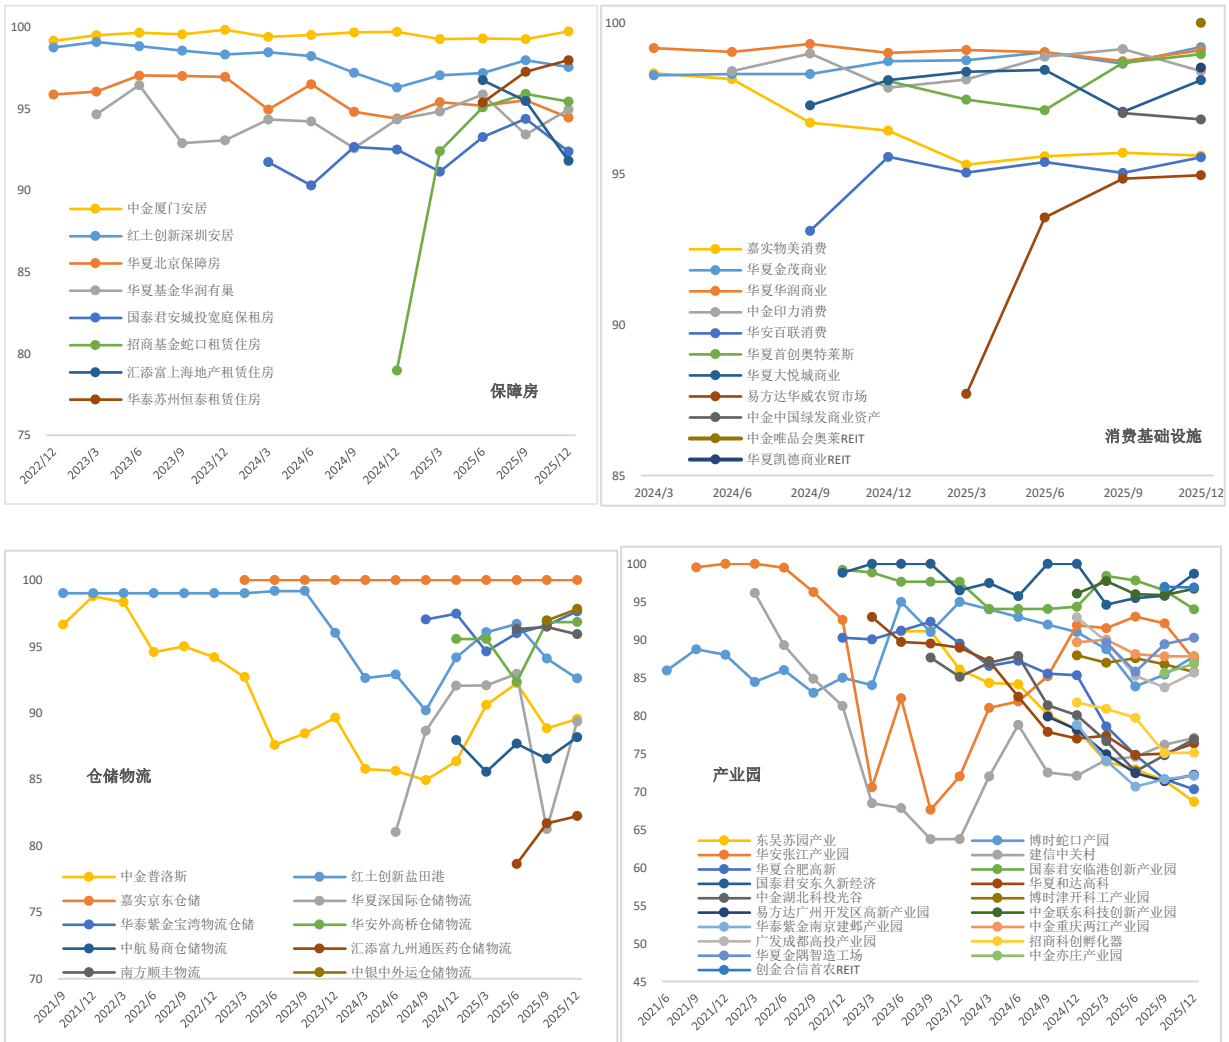 100
95
90
85
80
75
中金厦门安居
红土创新深圳安居
华夏北京保障房
华夏基金华润有巢
国泰君安城投宽庭保租房
招商基金蛇口租赁住房
汇添富上海地产租赁住房
华泰苏州恒泰租赁住房
保障房
2022/12
2023/3
2023/6
2023/9
2023/12
2024/3
2024/6
2024/9
2024/12
2025/3
2025/6
2025/9
2025/12
100
95
90
85
嘉实物美消费
华夏金茂商业
华夏华润商业
中金印力消费
华安百联消费
华夏首创奥特莱斯
华夏大悦城商业
易方达华威农贸市场
中金中国绿发商业资产
中金唯品会奥莱REIT
华夏凯德商业REIT
消费基础设施
2024/3
2024/6
2024/9
2024/12
2025/3
2025/6
2025/9
2025/12
100
95
90
85
80
75
70
仓储物流
中金普洛斯
红土创新盐田港
嘉实京东仓储
华夏深国际仓储物流
华泰紫金宝湾物流仓储
华安外高桥仓储物流
中航易商仓储物流
汇添富九州通医药仓储物流
南方顺丰物流
中银中外运仓储物流
2021/9
2021/12
2022/3
2022/6
2022/9
2022/12
2023/3
2023/6
2023/9
2023/12
2024/3
2024/6
2024/9
2024/12
2025/3
2025/6
2025/9
2025/12
100
95
90
85
80
75
70
65
60
55
50
45
产业园
东吴苏园产业
博时蛇口产园
华安张江产业园
建信中关村
华夏合肥高新
国泰君安临港创新产业园
国泰君安东久新经济
华夏和达高科
中金湖北科投光谷
博时津开科工产业园
易方达广州开发区高新产业园
中金联东科技创新产业园
华泰紫金南京建邺产业园
中金重庆两江产业园
广发成都高投产业园
招商科创孵化器
华夏金隅智造工场
中金亦庄产业园
创金合信首农REIT
2021/6
2021/9
2021/12
2022/3
2022/6
2022/9
2022/12
2023/3
2023/6
2023/9
2023/12
2024/3
2024/6
2024/9
2024/12
2025/3
2025/6
2025/9
2025/12